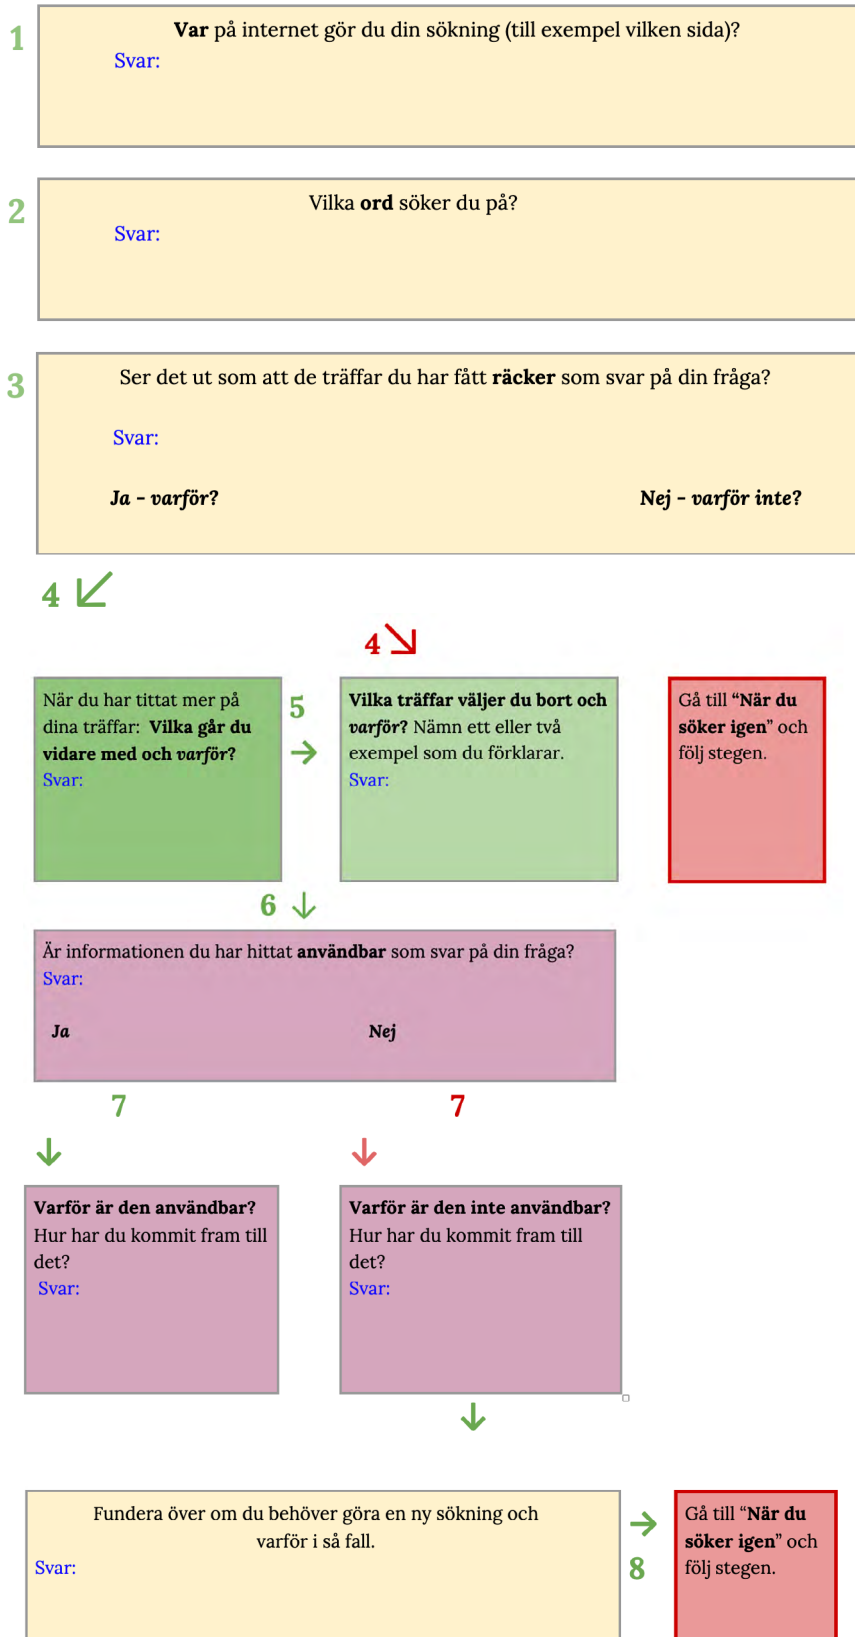 1
Var på internet gör du din sökning (till exempel vilken sida)?
Svar:
2
Vilka ord söker du på?
Svar:
3
Ser det ut som att de träffar du har fått räcker som svar på din fråga?
Svar:
Ja - varför?
Nej - varför inte?
4
4
När du har tittat mer på
dina träffar: Vilka går du
vidare med och varför?
Svar:
5
Vilka träffar väljer du bort och
varför? Nämn ett eller två
exempel som du förklarar.
Svar:
Gå till “När du
söker igen” och
följ stegen.
6
Är informationen du har hittat användbar som svar på din fråga?
Svar:
Ja
Nej
7
7
Varför är den användbar?
Hur har du kommit fram till
det?
Svar:
Varför är den inte användbar?
Hur har du kommit fram till
det?
Svar:
Fundera över om du behöver göra en ny sökning och
varför i så fall.
Svar:
8
Gå till “När du
söker igen” och
följ stegen.